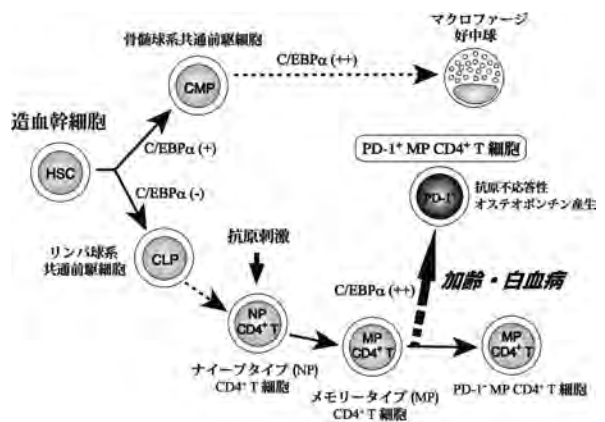 マクロファージ
好中球
骨髄球系共通前駆細胞
C/EBPα (++)
CMP
造血幹細胞
HSC
C/EBPα (+)
C/EBPα (-)
PD-1⁺ MP CD4⁺ T 細胞
PD-1⁺
抗原不応答性
オステオポンチン産生
リンパ球系
共通前駆細胞
CLP
抗原刺激
C/EBPα (++)
加齢・白血病
NP
CD4⁺ T
ナイーブタイプ (NP)
CD4⁺ T 細胞
MP
CD4⁺ T
メモリータイプ (MP)
CD4⁺ T 細胞
MP
CD4⁺ T
PD-1⁻ MP CD4⁺ T 細胞